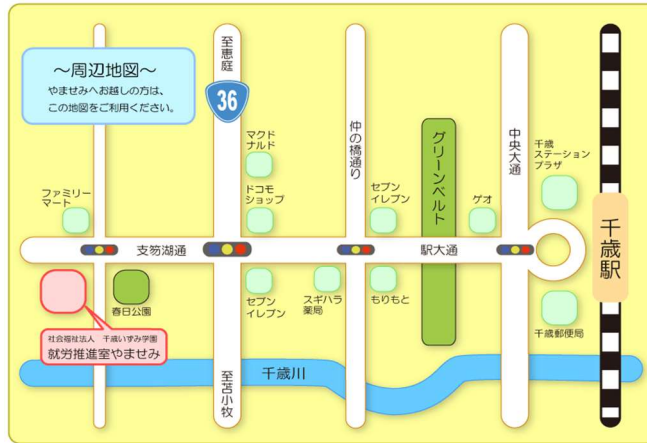 ～周辺地図～
やませみへお越しの方は、
この地図をご利用ください。
至恵庭
36
マクド
ナルド
ドコモ
ショップ
ファミリー
マート
仲の橋通り
セブン
イレブン
グリーンベルト
ゲオ
中央大通
千歳
ステーション
プラザ
千歳駅
支笏湖通
駅大通
春日公園
セブン
イレブン
スギハラ
薬局
もりもと
千歳郵便局
社会福祉法人 千歳いずみ学園
就労推進室やませみ
至苫小牧
千歳川